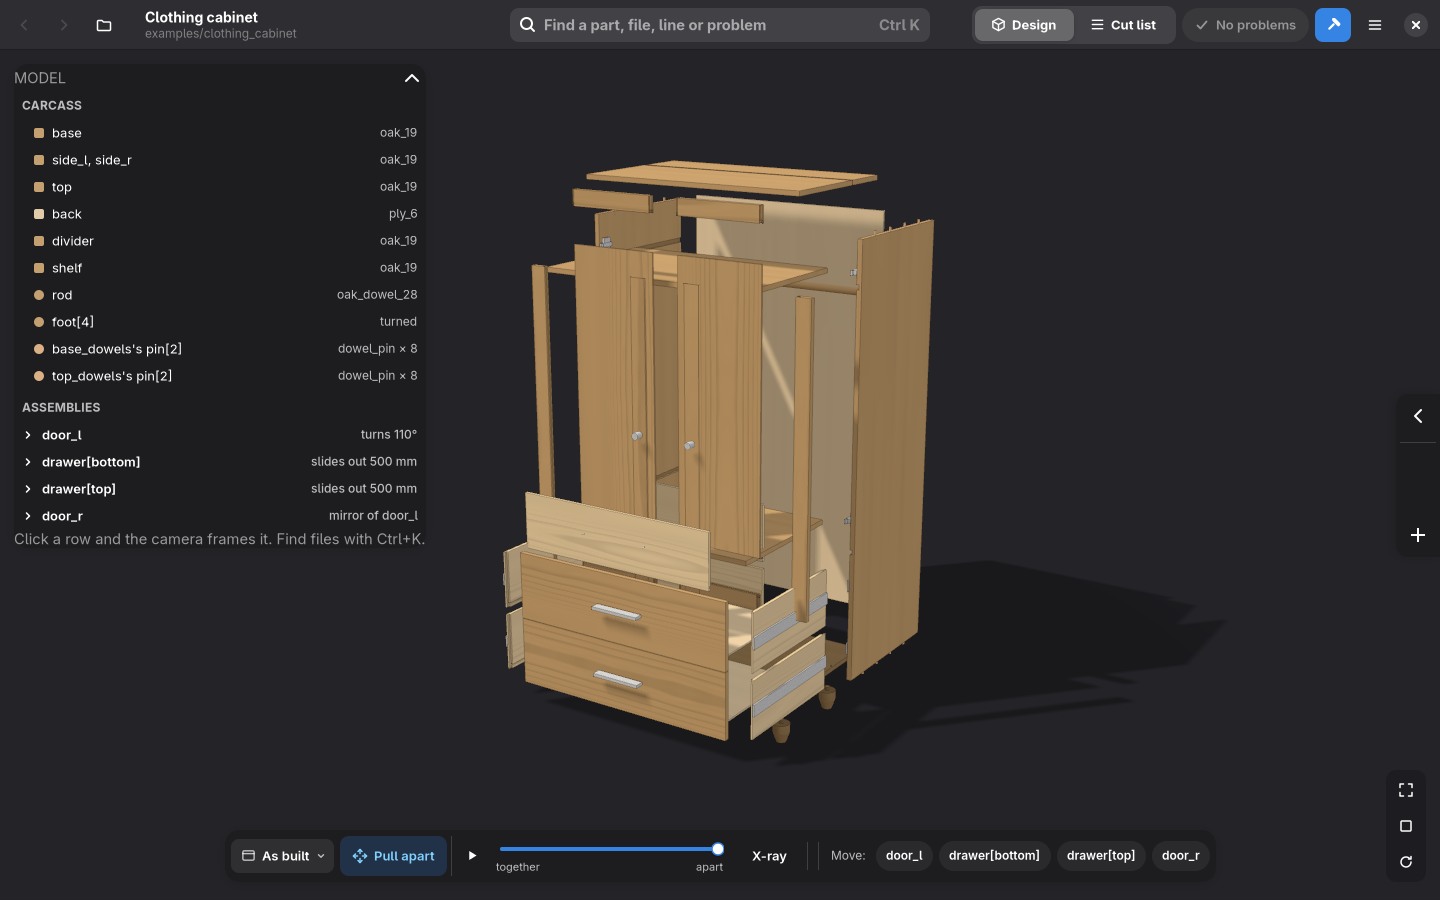 Clothing cabinet
examples/clothing_cabinet
Find a part, file, line or problem
Ctrl K
Design
Cut list
No problems
MODEL
CARCASS
base oak_19
side_l, side_r oak_19
top oak_19
back ply_6
divider oak_19
shelf oak_19
rod oak_dowel_28
foot[4] turned
base_dowels's pin[2] dowel_pin × 8
top_dowels's pin[2] dowel_pin × 8
ASSEMBLIES
door_l turns 110°
drawer[bottom] slides out 500 mm
drawer[top] slides out 500 mm
door_r mirror of door_l
Click a row and the camera frames it. Find files with Ctrl+K.
As built
Pull apart
together
apart
X-ray
Move:
door_l
drawer[bottom]
drawer[top]
door_r